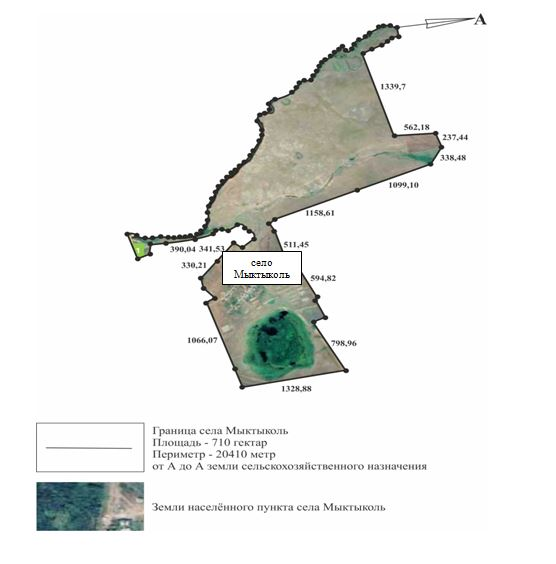 А
1339,7
562,18
237,44
338,48
1099,10
1158,61
390,04
341,53
511,45
1
330,21
село
Мыктыколь
594,82
1066,07
798,96
1328,88
Граница села Мыктыколь
Площадь - 710 гектар
Периметр - 20410 метр
от А до А земли сельскохозяйственного назначения
Земли населённого пункта села Мыктыколь